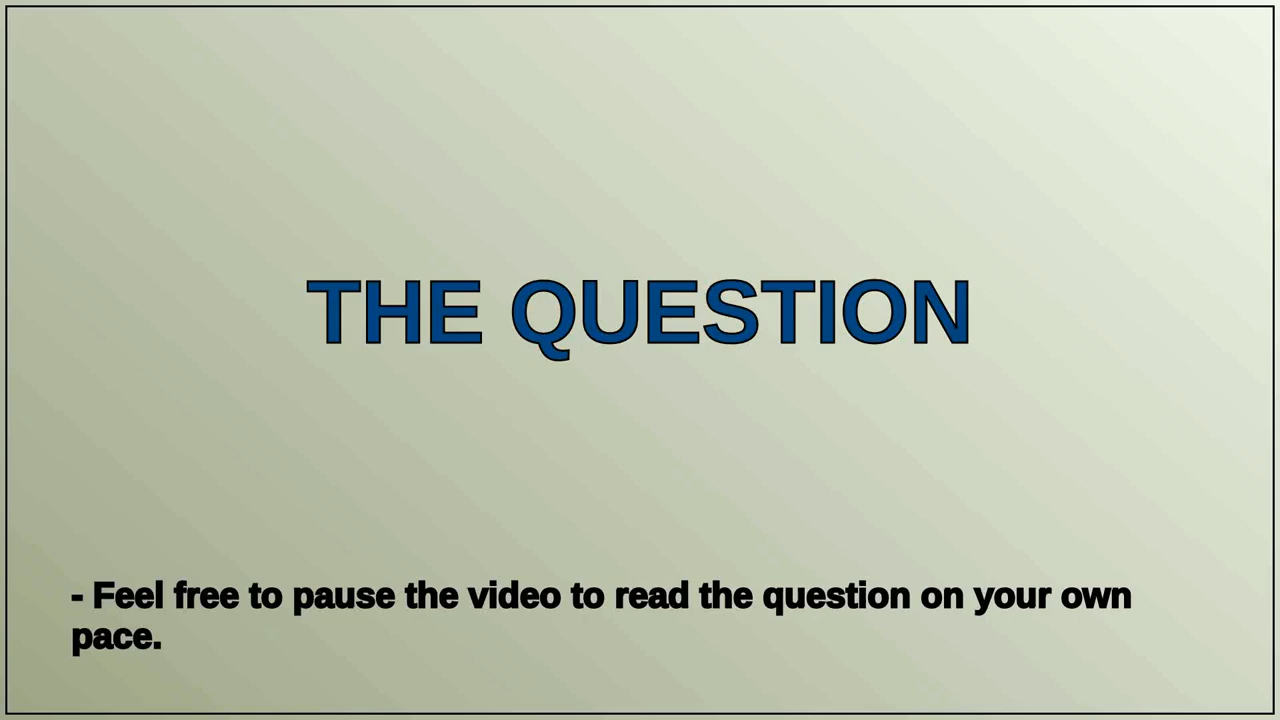 THE QUESTION
- Feel free to pause the video to read the question on your own
pace.